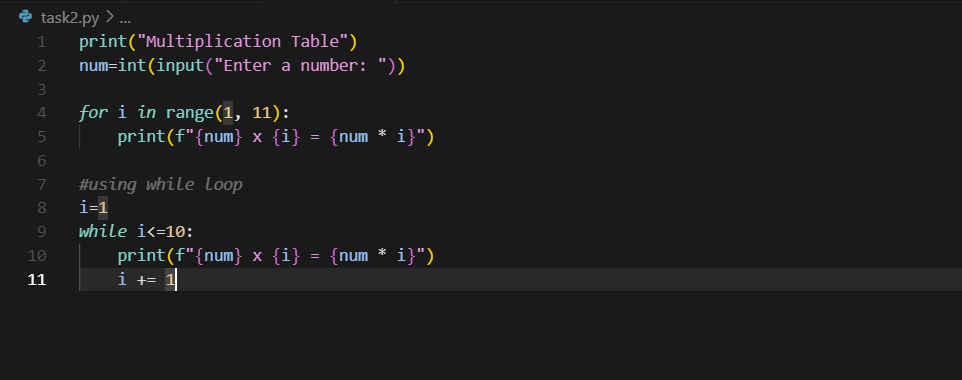 task2.py > ...
1 print("Multiplication Table")
2 num=int(input("Enter a number: "))
3
4 for i in range(1, 11):
5     print(f"{num} x {i} = {num * i}")
6
7 #using while loop
8 i=1
9 while i<=10:
10     print(f"{num} x {i} = {num * i}")
11     i += 1